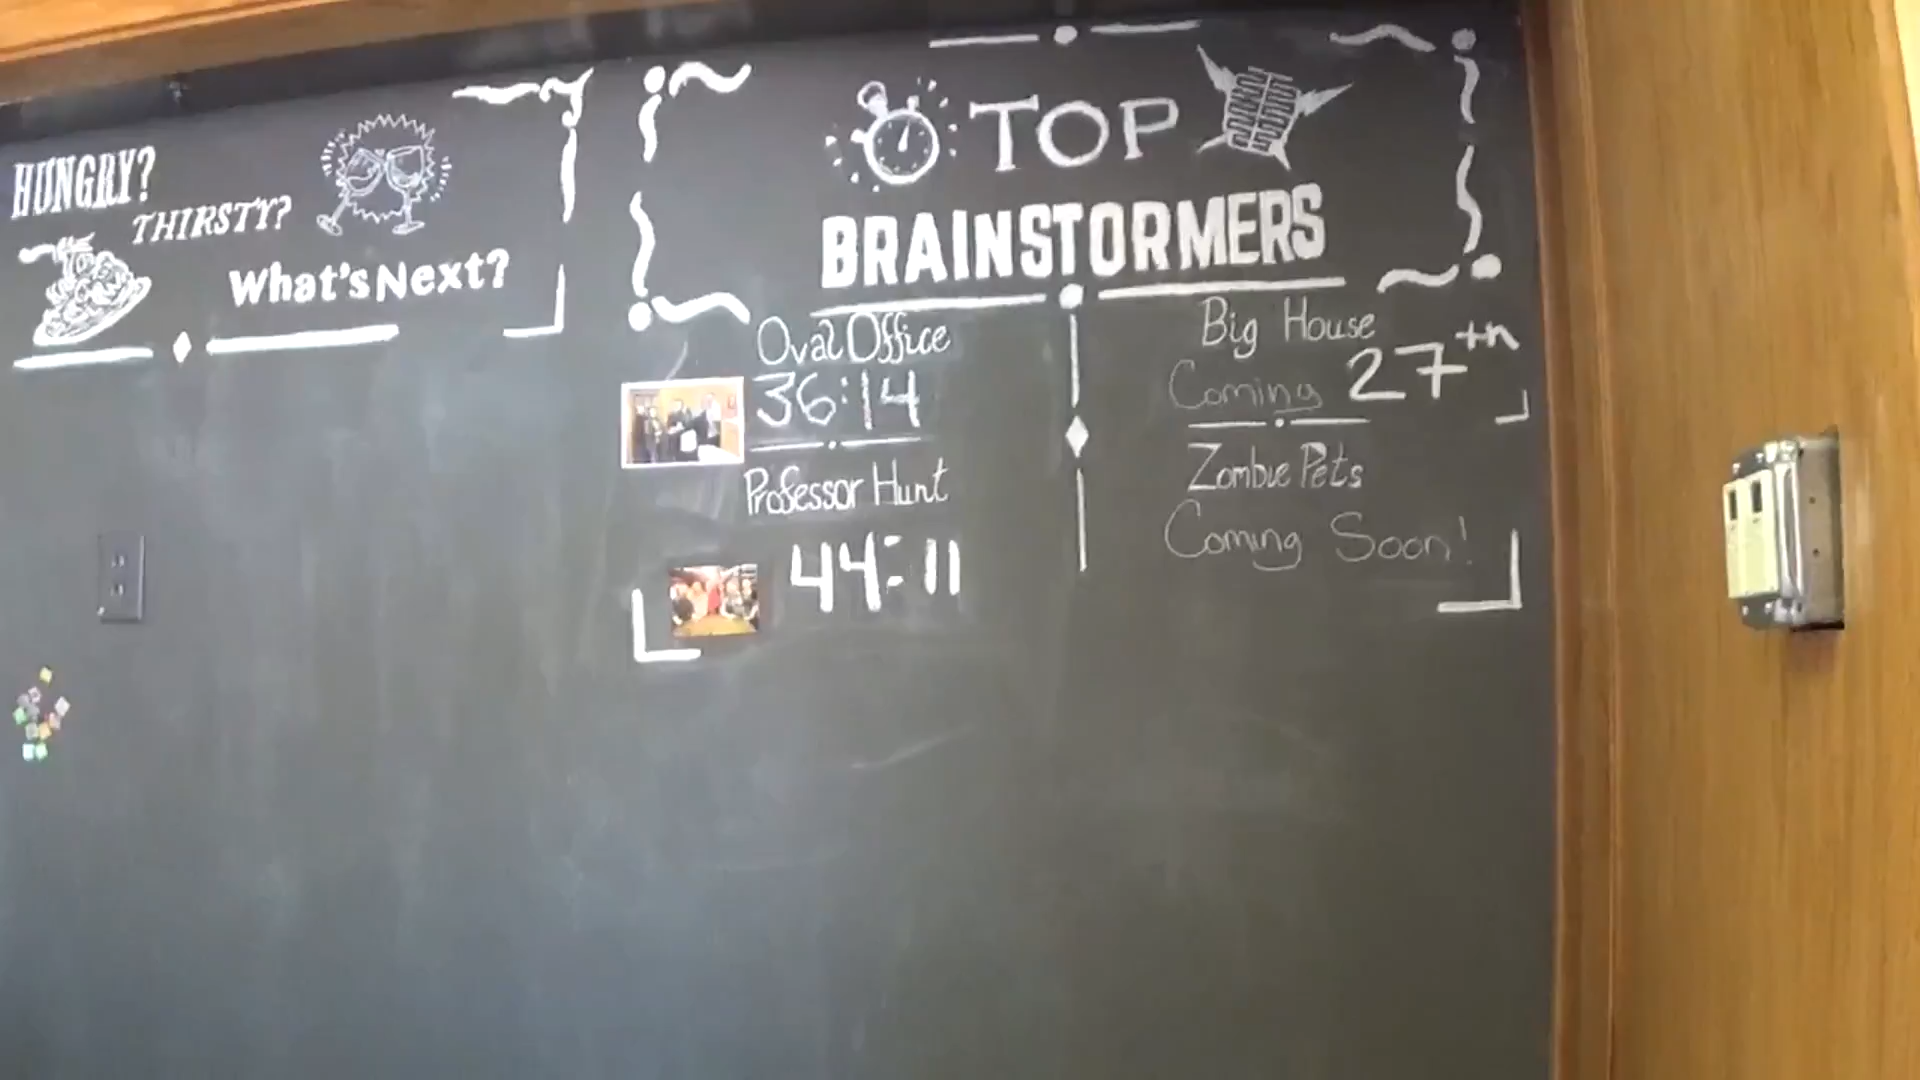 HUNGRY?
THIRSTY?
What's Next?
TOP
BRAINSTORMERS
Oval Office
36:14
Professor Hunt
44:11
Big House
Coming 27th
Zombie Pets
Coming Soon!